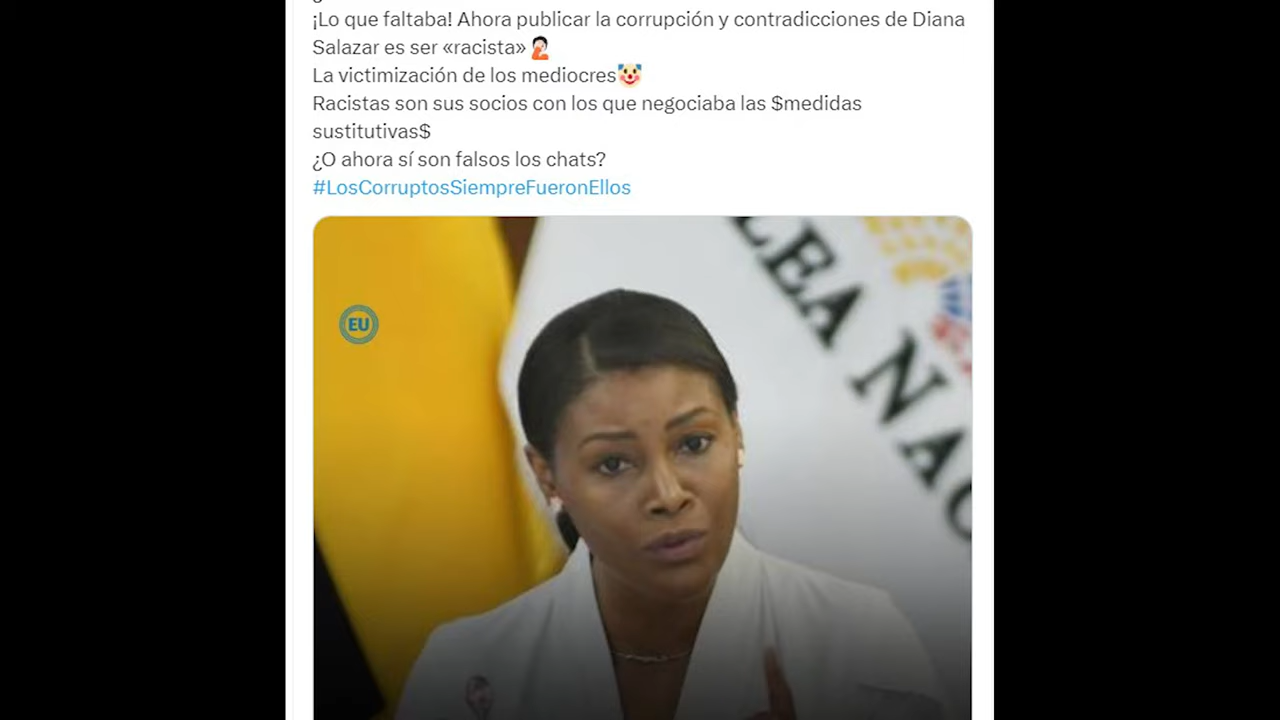 ¡Lo que faltaba! Ahora publicar la corrupción y contradicciones de Diana
Salazar es ser «racista» 🤦🏻
La victimización de los mediocres🤡
Racistas son sus socios con los que negociaba las $medidas
sustitutivas$
¿O ahora sí son falsos los chats?
#LosCorruptosSiempreFueronEllos
EU
LEA NAC